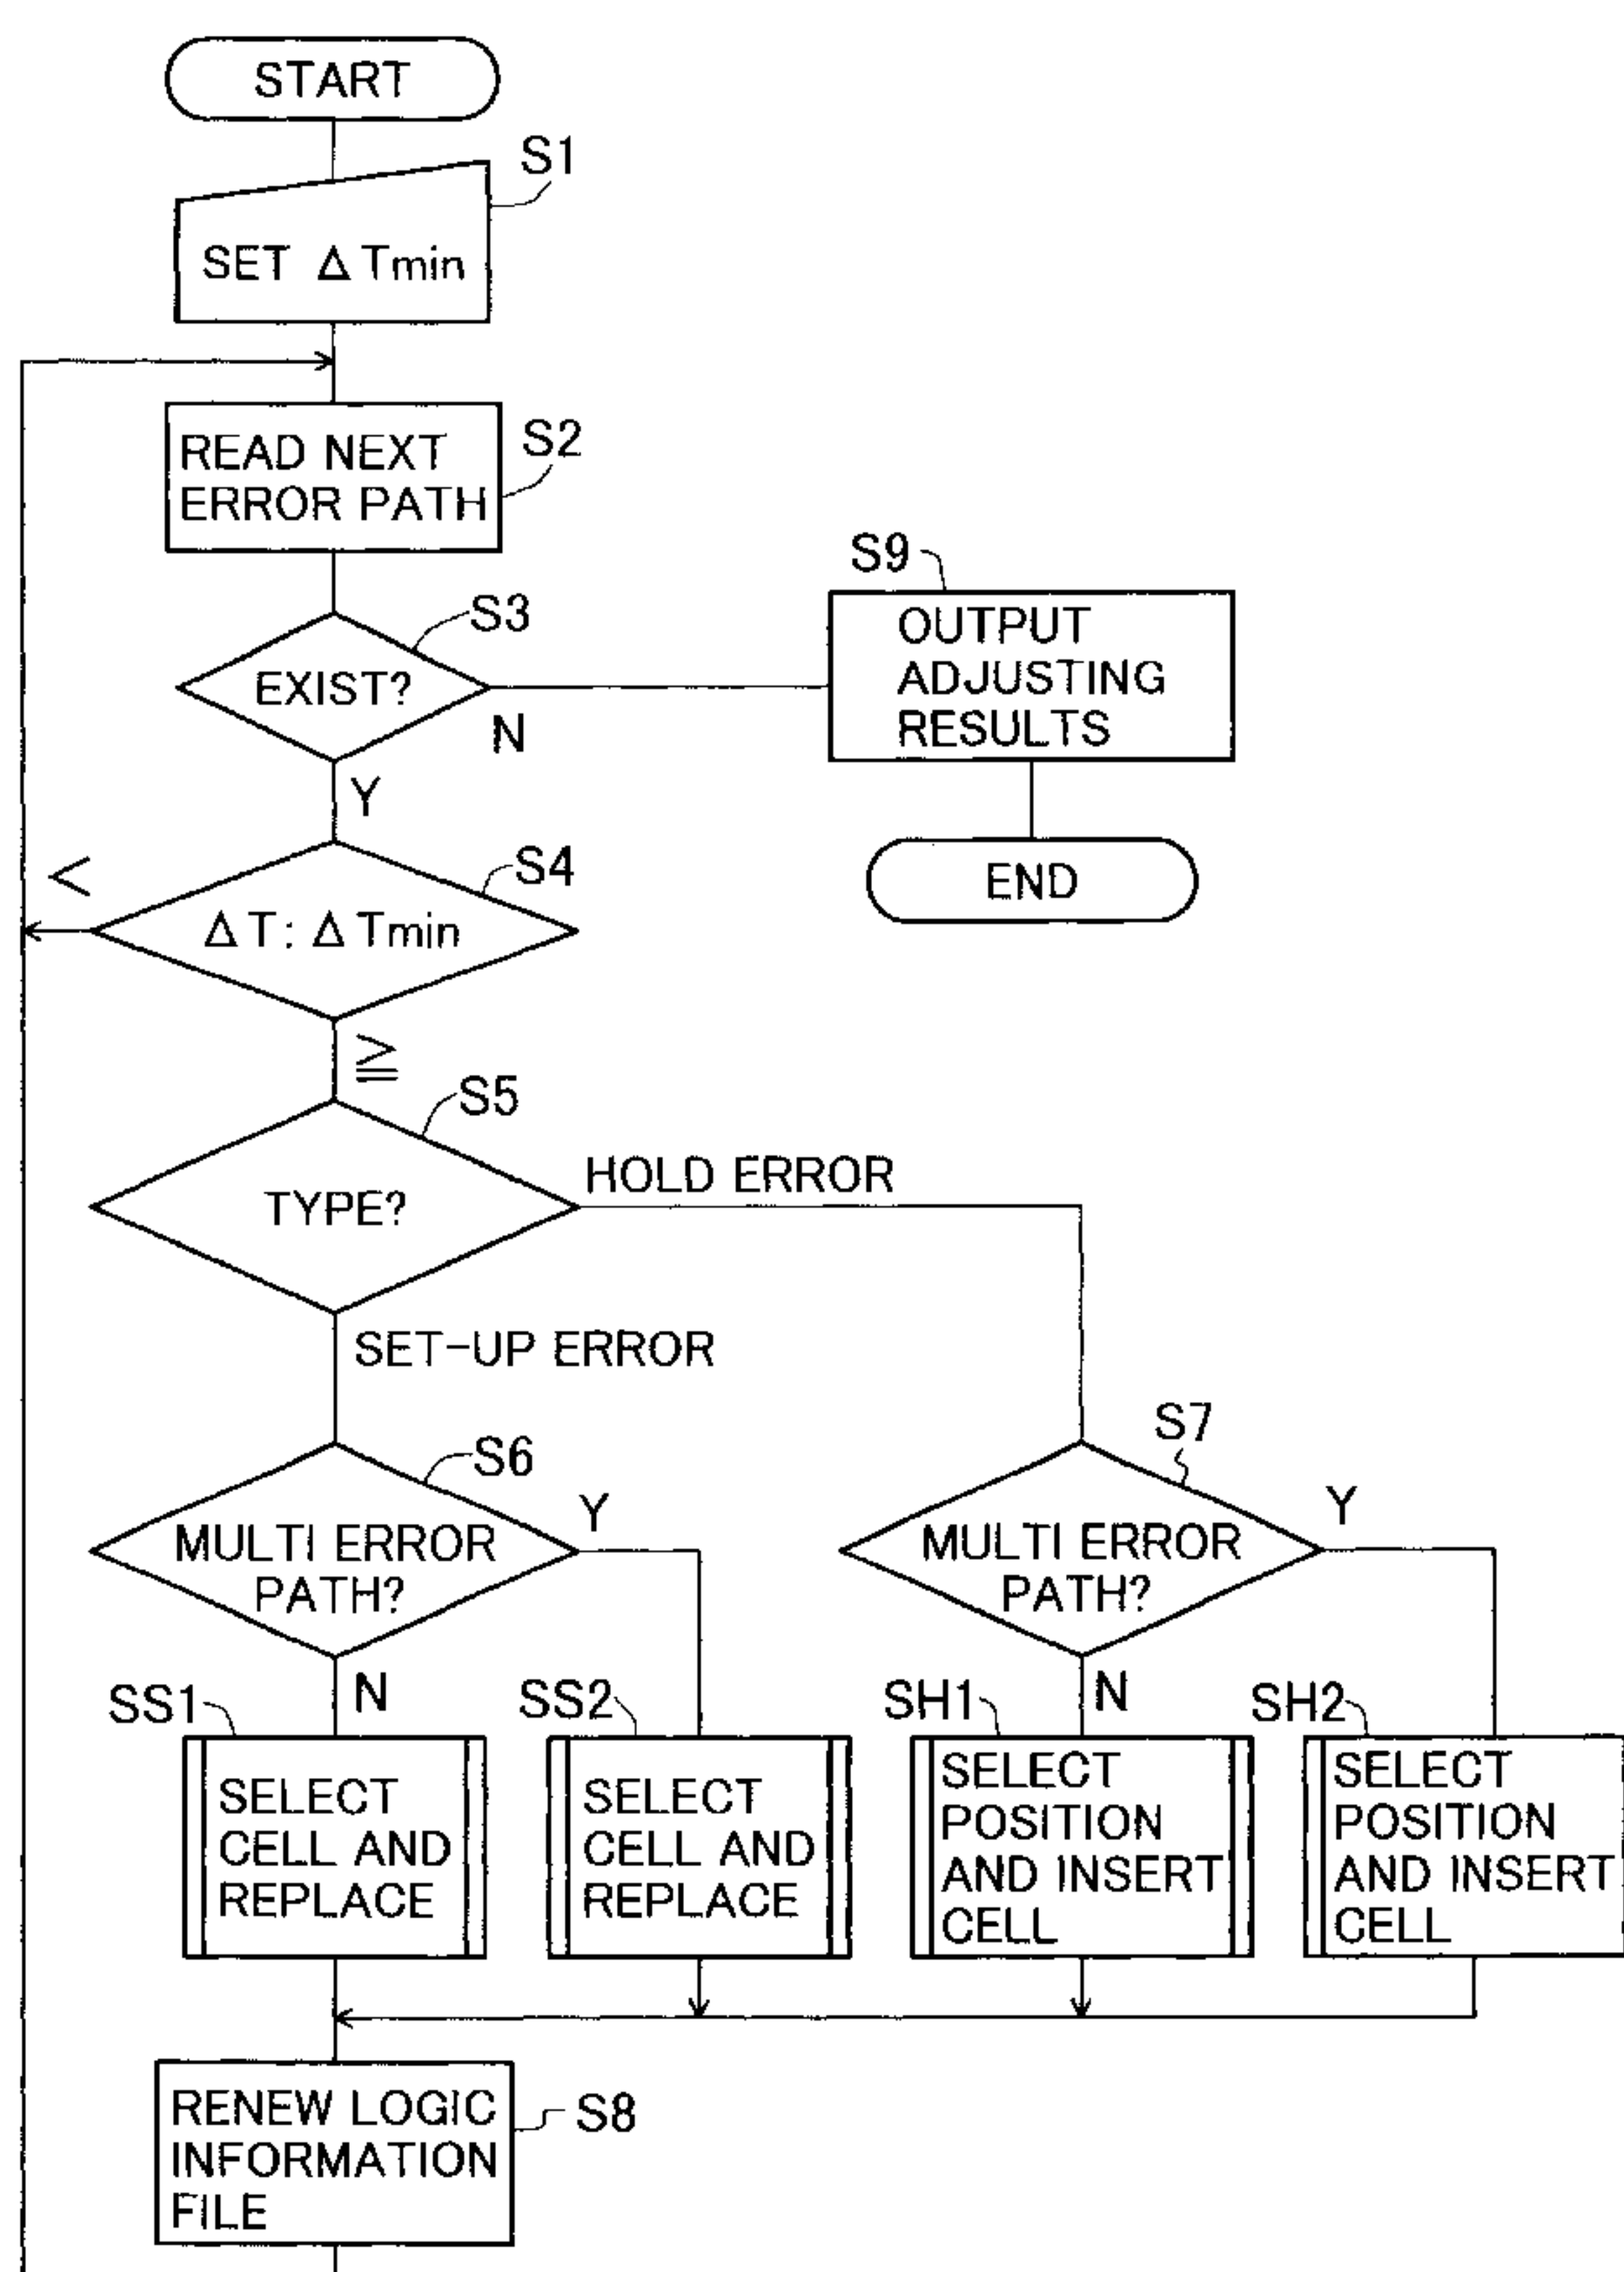 START
S1
SET ΔTmin
S2
READ NEXT
ERROR PATH
S3
EXIST?
N
Y
S9
OUTPUT
ADJUSTING
RESULTS
END
<
S4
ΔT: ΔTmin
≧
S5
TYPE?
HOLD ERROR
SET-UP ERROR
S6
MULTI ERROR
PATH?
Y
N
S7
MULTI ERROR
PATH?
Y
N
SS1
SELECT
CELL AND
REPLACE
SS2
SELECT
CELL AND
REPLACE
SH1
SELECT
POSITION
AND INSERT
CELL
SH2
SELECT
POSITION
AND INSERT
CELL
S8
RENEW LOGIC
INFORMATION
FILE